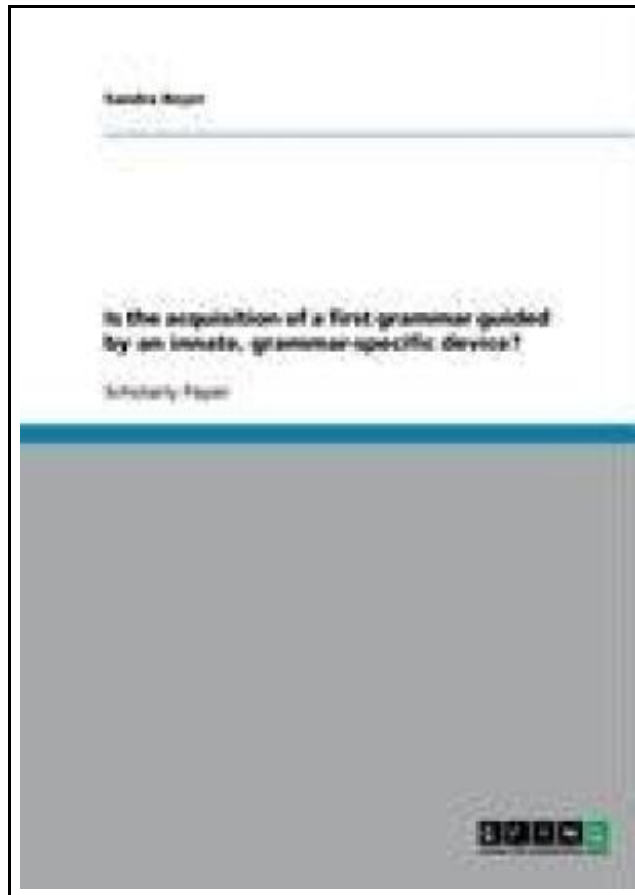 Sandra
Is the acquisition of a first grammar guided
by an innate, grammar-specific device?
Scholarly Paper